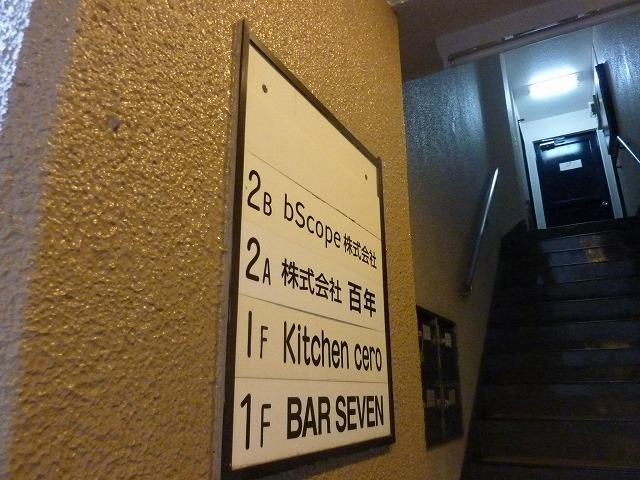 2B bScope 株式会社
2A 株式会社 百年
1F Kitchen cero
1F BAR SEVEN